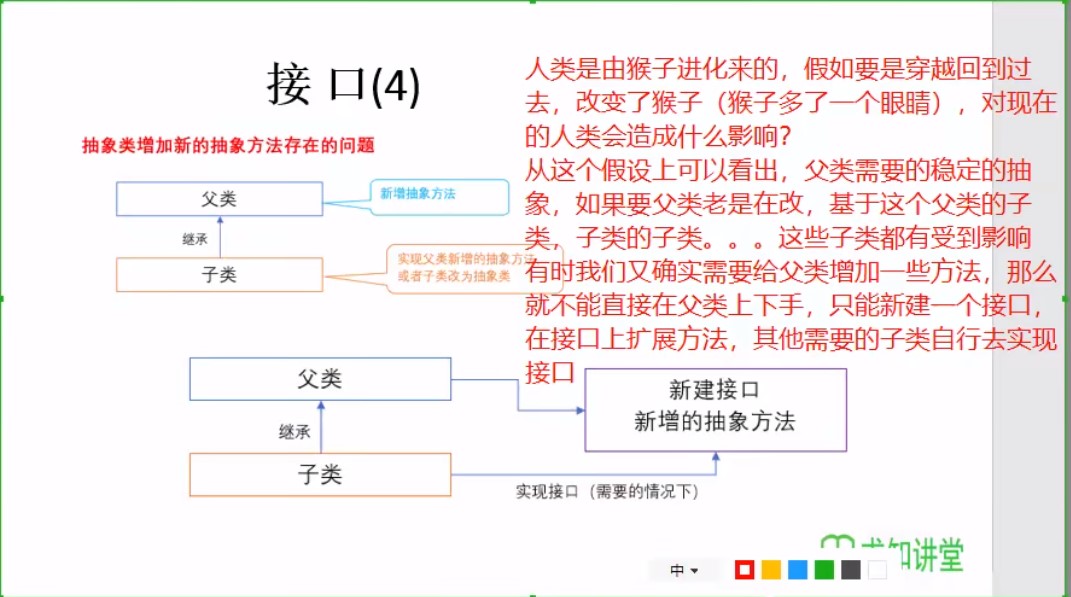 接 口(4)
抽象类增加新的抽象方法存在的问题
父类
新增抽象方法
继承
子类
实现父类新增的抽象方法
或者子类改为抽象类
人类是由猴子进化来的，假如要是穿越回到过
去，改变了猴子（猴子多了一个眼睛），对现在
的人类会造成什么影响？
从这个假设上可以看出，父类需要的稳定的抽
象，如果要父类老是在改，基于这个父类的子
类，子类的子类。。。这些子类都有受到影响
有时我们又确实需要给父类增加一些方法，那么
就不能直接在父类上下手，只能新建一个接口，
在接口上扩展方法，其他需要的子类自行去实现
接口
父类
新建接口
新增的抽象方法
继承
子类
实现接口（需要的情况下）
讲堂
中